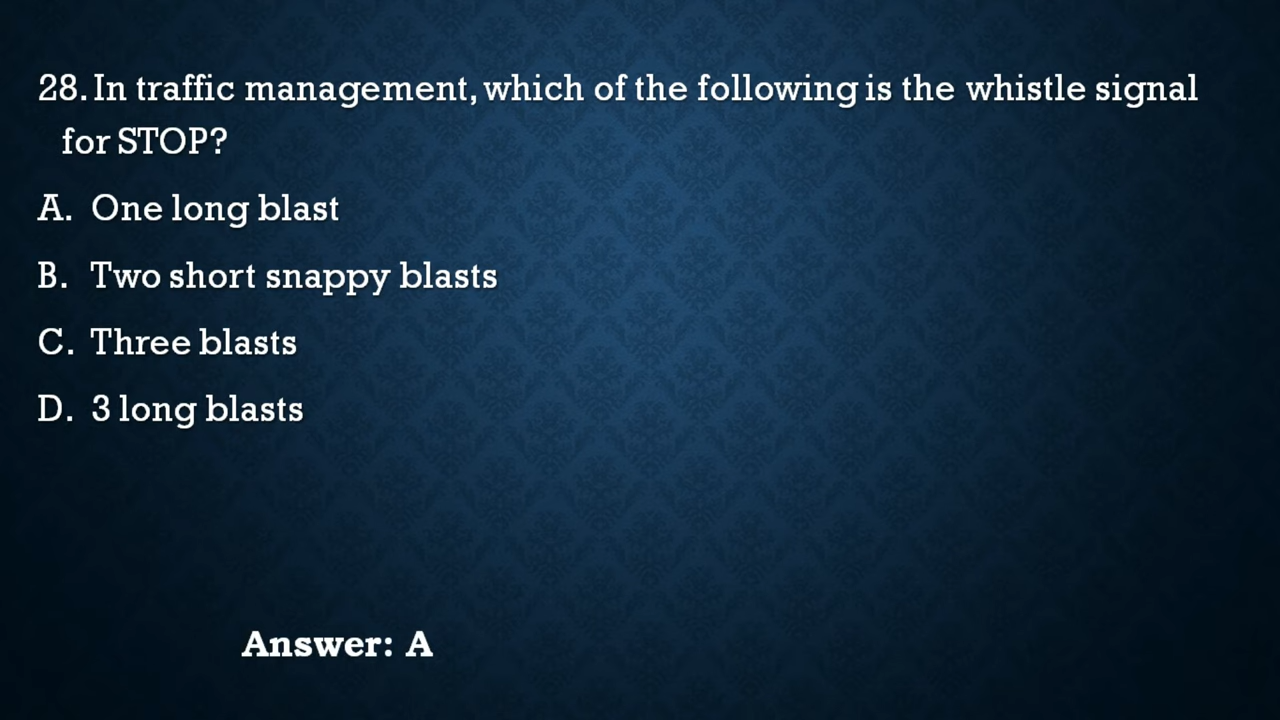 28. In traffic management, which of the following is the whistle signal
for STOP?
A. One long blast
B. Two short snappy blasts
C. Three blasts
D. 3 long blasts
Answer: A